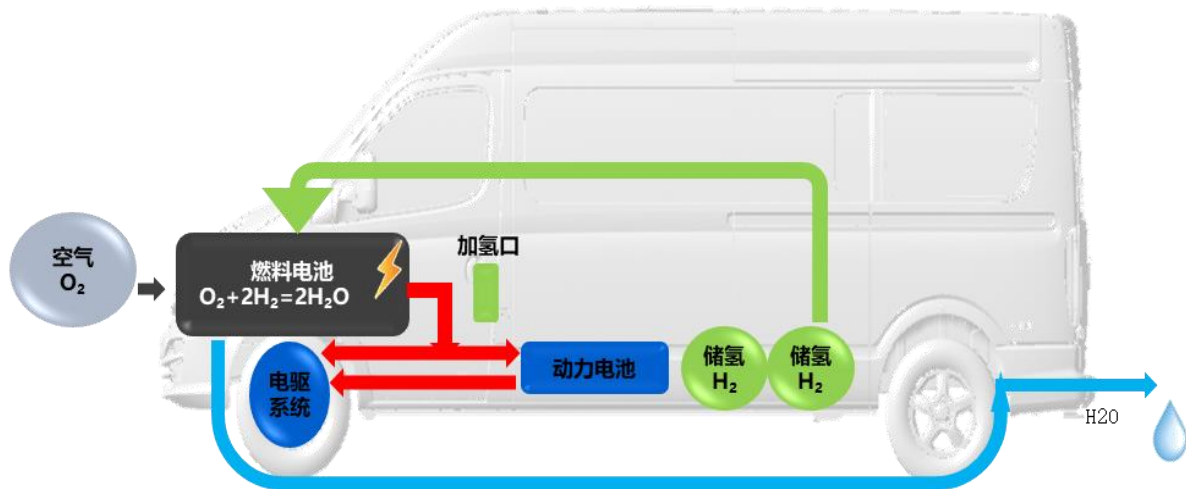 空气
O₂
燃料电池
O₂+2H₂=2H₂O
加氢口
电驱
系统
动力电池
储氢
H₂
储氢
H₂
H2O